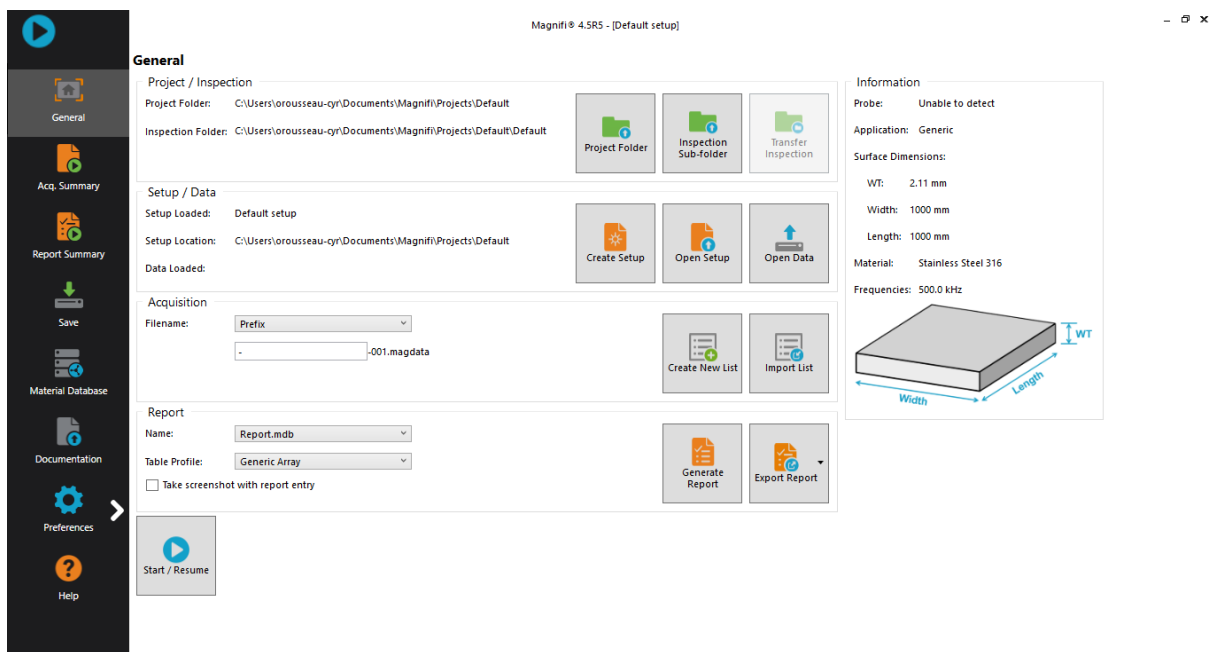 Magnifi® 4.5R5 - [Default setup]
General
Acq. Summary
Report Summary
Save
Material Database
Documentation
Preferences
Help
General
Project / Inspection
Project Folder: C:\Users\orousseau-cyr\Documents\Magnifi\Projects\Default
Inspection Folder: C:\Users\orousseau-cyr\Documents\Magnifi\Projects\Default\Default
Project Folder
Inspection
Sub-folder
Transfer
Inspection
Setup / Data
Setup Loaded: Default setup
Setup Location: C:\Users\orousseau-cyr\Documents\Magnifi\Projects\Default
Data Loaded:
Create Setup
Open Setup
Open Data
Acquisition
Filename: Prefix
- -001.magdata
Create New List
Import List
Report
Name: Report.mdb
Table Profile: Generic Array
Take screenshot with report entry
Generate
Report
Export Report
Start / Resume
Information
Probe: Unable to detect
Application: Generic
Surface Dimensions:
WT: 2.11 mm
Width: 1000 mm
Length: 1000 mm
Material: Stainless Steel 316
Frequencies: 500.0 kHz
WT
Length
Width